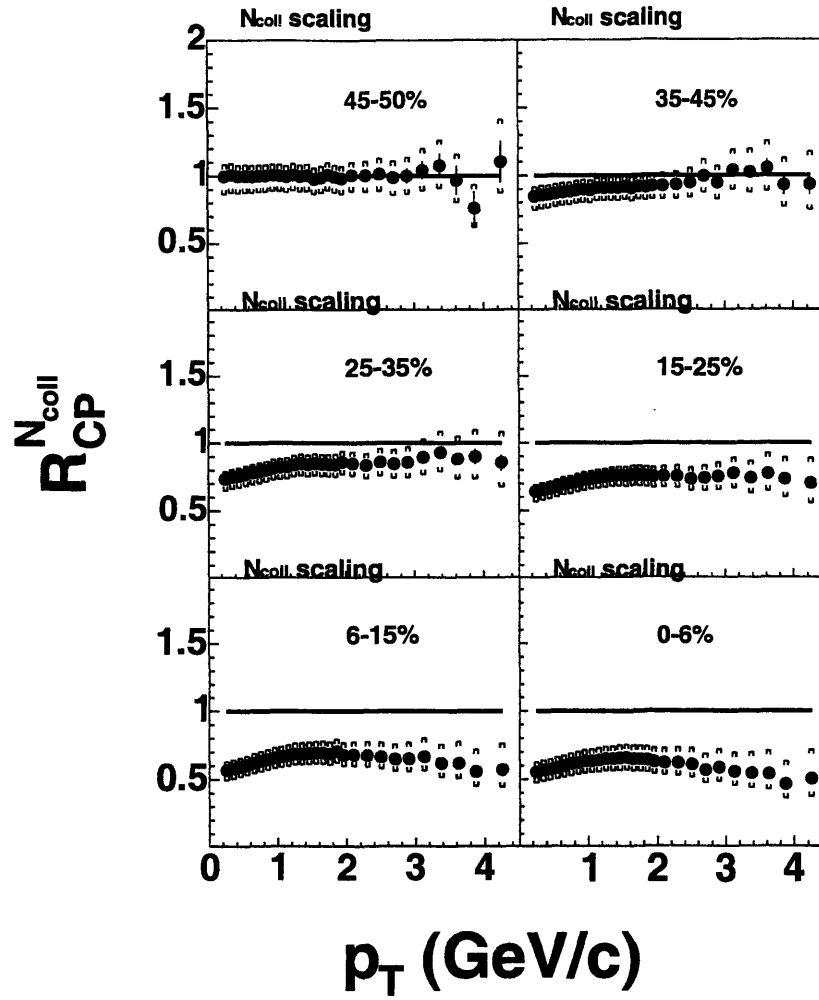 Ncoll scaling
Ncoll scaling
2
45-50%
35-45%
1.5
1
0.5
Ncoll scaling
Ncoll scaling
25-35%
15-25%
1.5
1
0.5
Ncoll scaling
Ncoll scaling
6-15%
0-6%
1.5
1
0.5
0 1 2 3 4
1 2 3 4
R_CP^Ncoll
p_T (GeV/c)